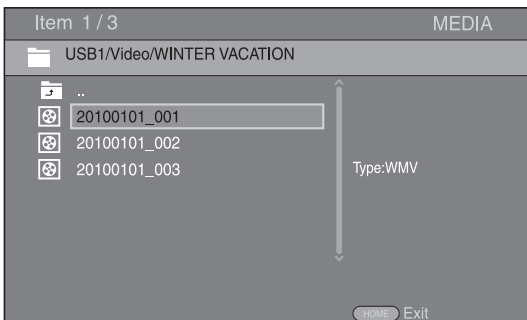 Item 1 / 3 MEDIA
USB1/Video/WINTER VACATION
..
20100101_001
20100101_002
20100101_003
Type:WMV
HOME Exit